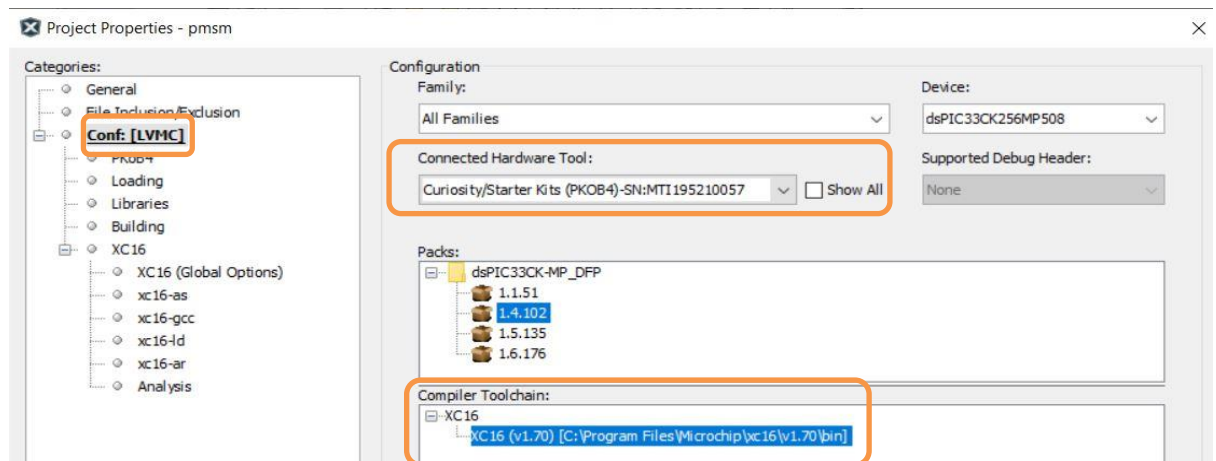 Project Properties - pmsm
Categories:
General
File Inclusion/Exclusion
Conf: [LVMC]
PKOB4
Loading
Libraries
Building
XC16
XC16 (Global Options)
xc16-as
xc16-gcc
xc16-ld
xc16-ar
Analysis
Configuration
Family:
All Families
Device:
dsPIC33CK256MP508
Connected Hardware Tool:
Curiosity/Starter Kits (PKOB4)-SN:MTI195210057
Show All
Supported Debug Header:
None
Packs:
dsPIC33CK-MP_DFP
1.1.51
1.4.102
1.5.135
1.6.176
Compiler Toolchain:
XC16
XC16 (v1.70) [C:\Program Files\Microchip\xc16\v1.70\bin]